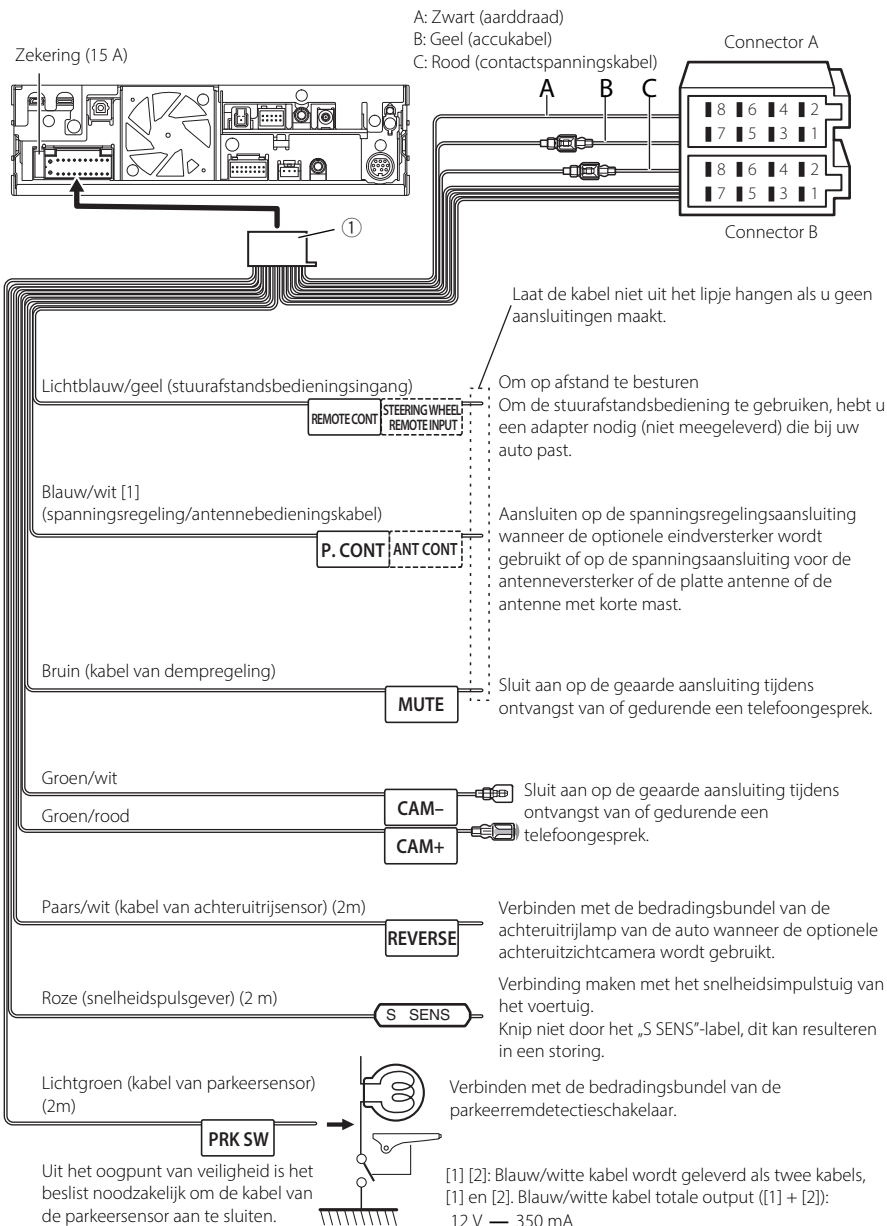 A: Zwart (aarddraad)
B: Geel (accukabel)
C: Rood (contactspanningskabel)
Zekering (15 A)
Connector A
A B C
8 6 4 2
7 5 3 1
8 6 4 2
7 5 3 1
Connector B
①
Laat de kabel niet uit het lipje hangen als u geen
aansluitingen maakt.
Lichtblauw/geel (stuurafstandsbedieningsingang)
REMOTE CONT
STEERING WHEEL
REMOTE INPUT
Om op afstand te besturen
Om de stuurafstandsbediening te gebruiken, hebt u
een adapter nodig (niet meegeleverd) die bij uw
auto past.
Blauw/wit [1]
(spanningsregeling/antennebedieningskabel)
P. CONT
ANT CONT
Aansluiten op de spanningsregelingsaansluiting
wanneer de optionele eindversterker wordt
gebruikt of op de spanningsaansluiting voor de
antenneversterker of de platte antenne of de
antenne met korte mast.
Bruin (kabel van dempregeling)
MUTE
Sluit aan op de geaarde aansluiting tijdens
ontvangst van of gedurende een telefoongesprek.
Groen/wit
CAM–
Groen/rood
CAM+
Sluit aan op de geaarde aansluiting tijdens
ontvangst van of gedurende een
telefoongesprek.
Paars/wit (kabel van achteruitrijsensor) (2m)
REVERSE
Verbinden met de bedradingsbundel van de
achteruitrijlamp van de auto wanneer de optionele
achteruitzichtcamera wordt gebruikt.
Roze (snelheidspulsgever) (2 m)
S SENS
Verbinding maken met het snelheidsimpulstuig van
het voertuig.
Knip niet door het „S SENS”-label, dit kan resulteren
in een storing.
Lichtgroen (kabel van parkeersensor)
(2m)
PRK SW
Verbinden met de bedradingsbundel van de
parkeerremdetectieschakelaar.
Uit het oogpunt van veiligheid is het
beslist noodzakelijk om de kabel van
de parkeersensor aan te sluiten.
[1] [2]: Blauw/witte kabel wordt geleverd als twee kabels,
[1] en [2]. Blauw/witte kabel totale output ([1] + [2]):
12 V — 350 mA